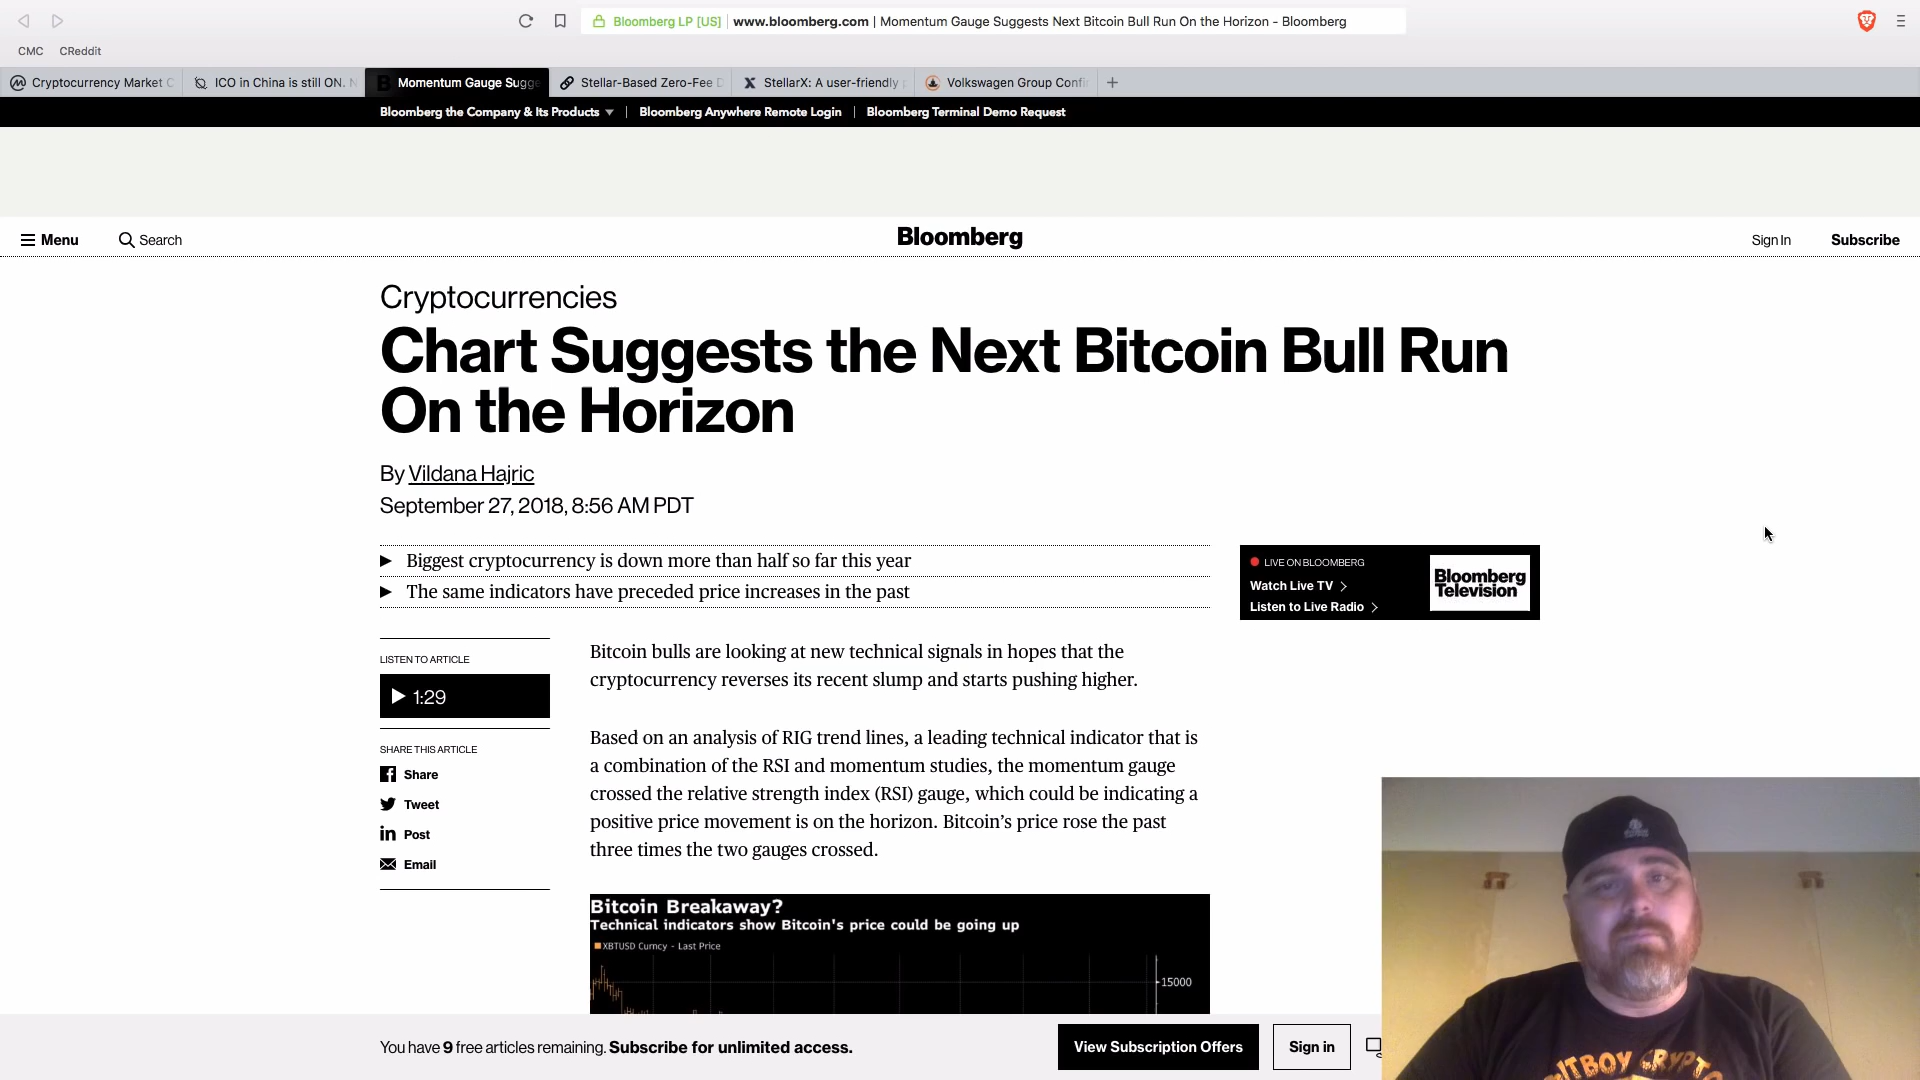 Bloomberg LP [US] | www.bloomberg.com | Momentum Gauge Suggests Next Bitcoin Bull Run On the Horizon - Bloomberg
CMC CReddit
Cryptocurrency Market C ICO in China is still ON. Momentum Gauge Sugge Stellar-Based Zero-Fee StellarX: A user-friendly Volkswagen Group Confir
Bloomberg the Company & Its Products | Bloomberg Anywhere Remote Login | Bloomberg Terminal Demo Request
Menu Search Bloomberg Sign In Subscribe
Cryptocurrencies
Chart Suggests the Next Bitcoin Bull Run
On the Horizon
By Vildana Hajric
September 27, 2018, 8:56 AM PDT
Biggest cryptocurrency is down more than half so far this year
The same indicators have preceded price increases in the past
LIVE ON BLOOMBERG
Watch Live TV
Listen to Live Radio
Bloomberg
Television
LISTEN TO ARTICLE
1:29
SHARE THIS ARTICLE
Share
Tweet
Post
Email
Bitcoin bulls are looking at new technical signals in hopes that the
cryptocurrency reverses its recent slump and starts pushing higher.
Based on an analysis of RIG trend lines, a leading technical indicator that is
a combination of the RSI and momentum studies, the momentum gauge
crossed the relative strength index (RSI) gauge, which could be indicating a
positive price movement is on the horizon. Bitcoin’s price rose the past
three times the two gauges crossed.
Bitcoin Breakaway?
Technical indicators show Bitcoin's price could be going up
XBTUSD Curncy - Last Price
15000
You have 9 free articles remaining. Subscribe for unlimited access.
View Subscription Offers
Sign in
ITBOY CRYPTO